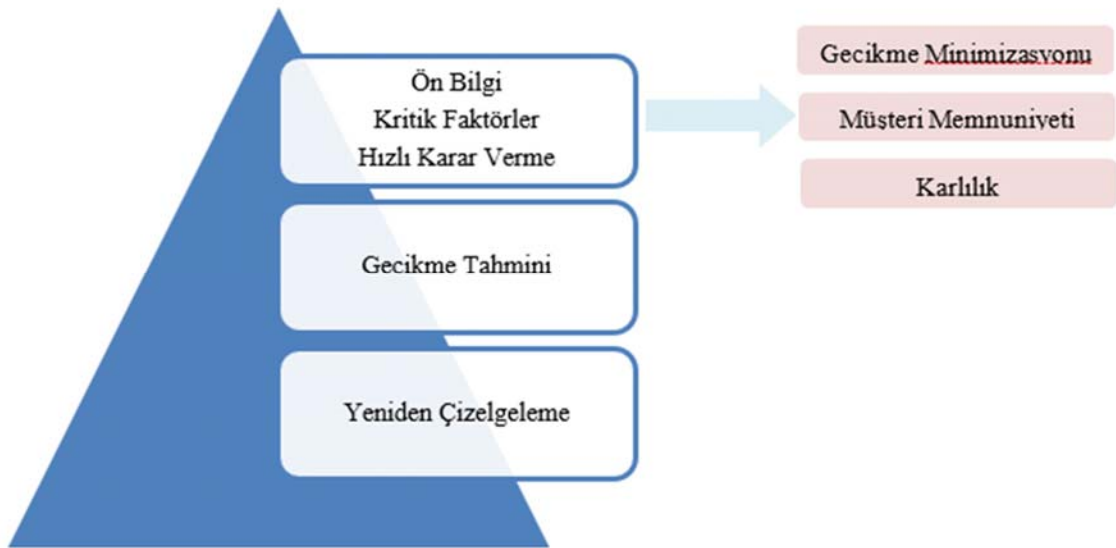 Ön Bilgi
Kritik Faktörler
Hızlı Karar Verme
Gecikme Tahmini
Yeniden Çizelgeleme
Gecikme Minimizasyonu
Müşteri Memnuniyeti
Karlılık